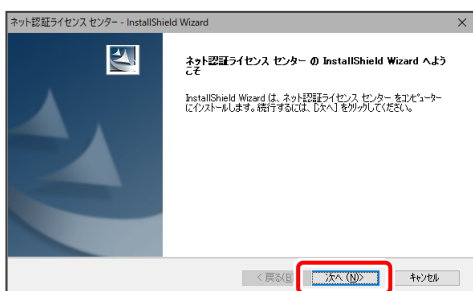 ネット認証ライセンス センター - InstallShield Wizard
ネット認証ライセンス センター の InstallShield Wizard へよう
こそ
InstallShield Wizard は、ネット認証ライセンス センター をコンピューター
にインストールします。続行するには、[次へ] をクリックしてください。
< 戻る(B)
次へ(N)>
キャンセル